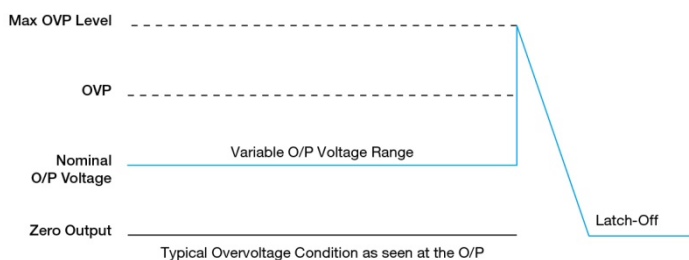 Max OVP Level
OVP
Variable O/P Voltage Range
Nominal
O/P Voltage
Latch-Off
Zero Output
Typical Overvoltage Condition as seen at the O/P